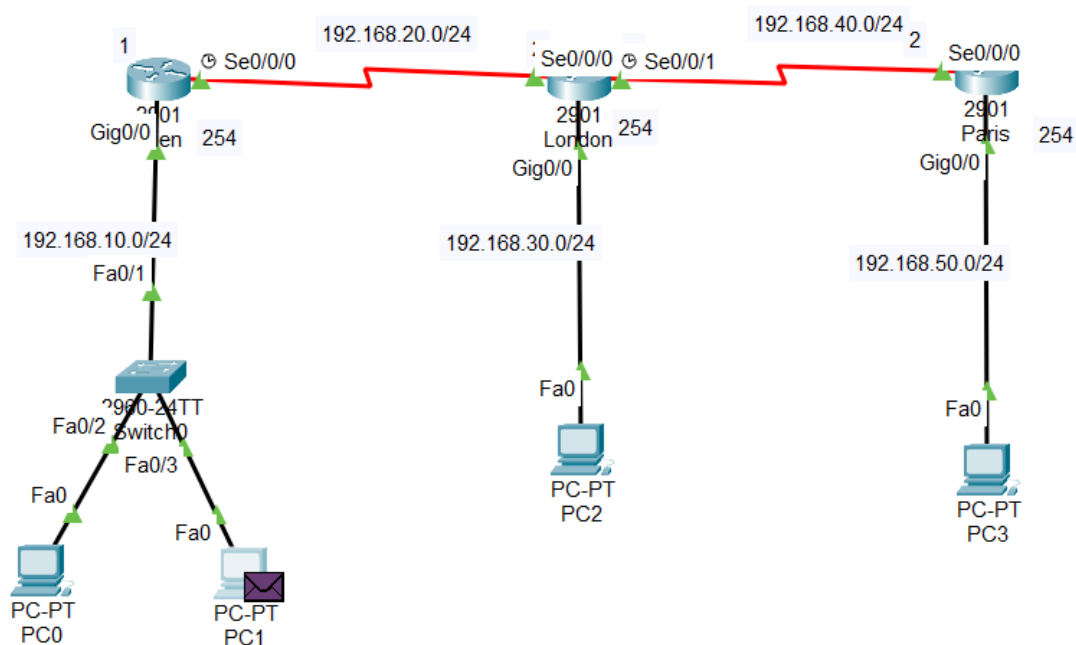 192.168.20.0/24
192.168.40.0/24
1
2
Se0/0/0
Se0/0/0
Se0/0/1
Se0/0/0
2901
2901
London
2901
Paris
Gig0/0
254
254
254
Gig0/0
Gig0/0
192.168.10.0/24
192.168.30.0/24
192.168.50.0/24
Fa0/1
Fa0
Fa0
2960-24TT
Switch0
Fa0/2
Fa0/3
Fa0
Fa0
PC-PT
PC2
PC-PT
PC3
PC-PT
PC0
PC-PT
PC1